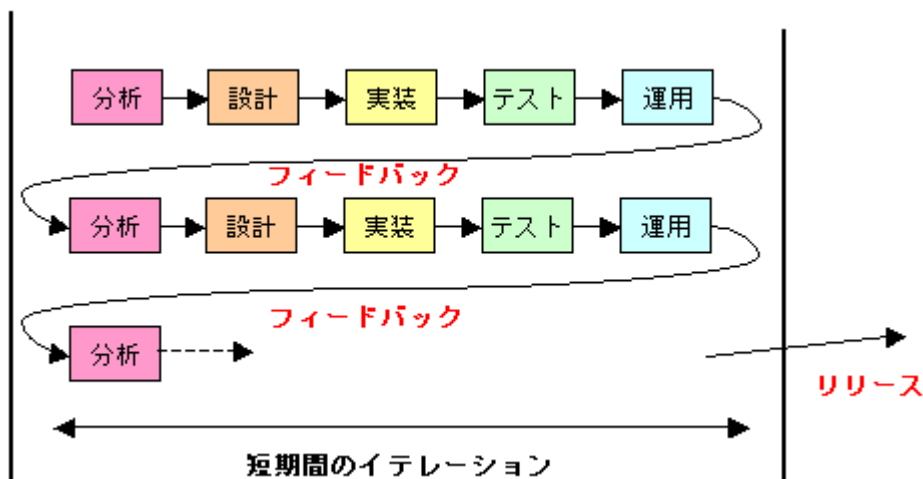 分析 設計 実装 テスト 運用
フィードバック
分析 設計 実装 テスト 運用
フィードバック
分析
リリース
短期間のイテレーション